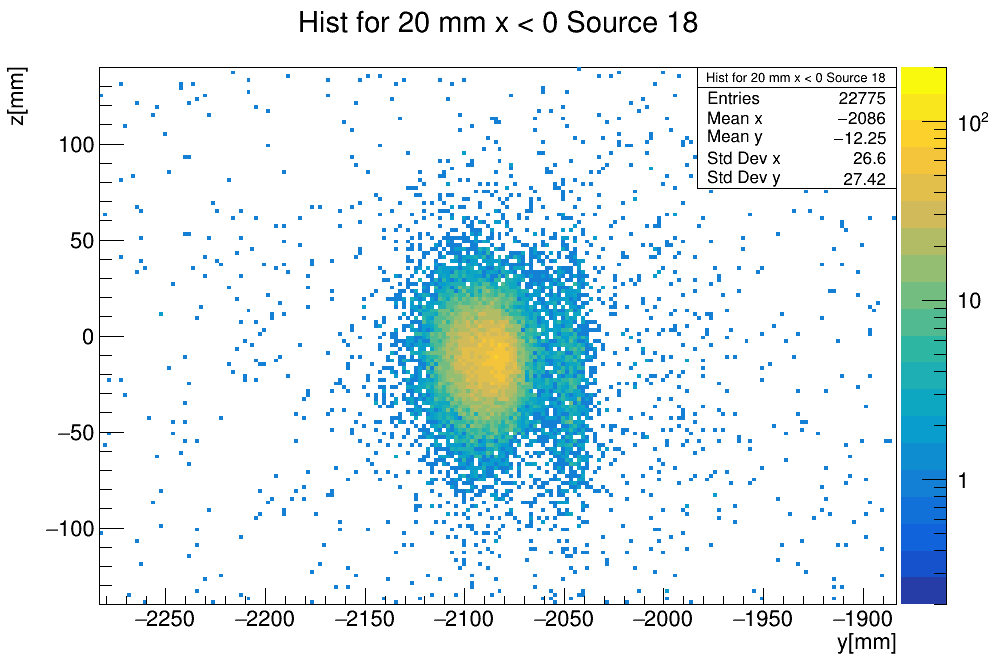 Hist for 20 mm x < 0 Source 18
z[mm]
Hist for 20 mm x < 0 Source 18
Entries 22775
Mean x −2086
Mean y −12.25
Std Dev x 26.6
Std Dev y 27.42
100
50
0
−50
−100
10²
10
1
−2250 −2200 −2150 −2100 −2050 −2000 −1950 −1900
y[mm]